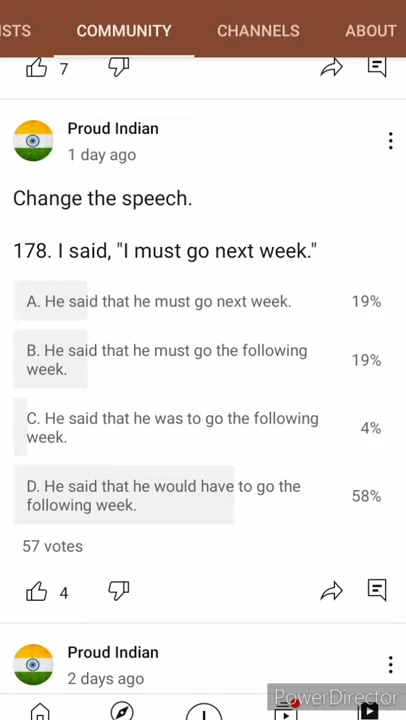 ISTS COMMUNITY CHANNELS ABOUT
7
Proud Indian
1 day ago
Change the speech.
178. I said, "I must go next week."
A. He said that he must go next week. 19%
B. He said that he must go the following
week. 19%
C. He said that he was to go the following
week. 4%
D. He said that he would have to go the
following week. 58%
57 votes
4
Proud Indian
2 days ago
PowerDirector